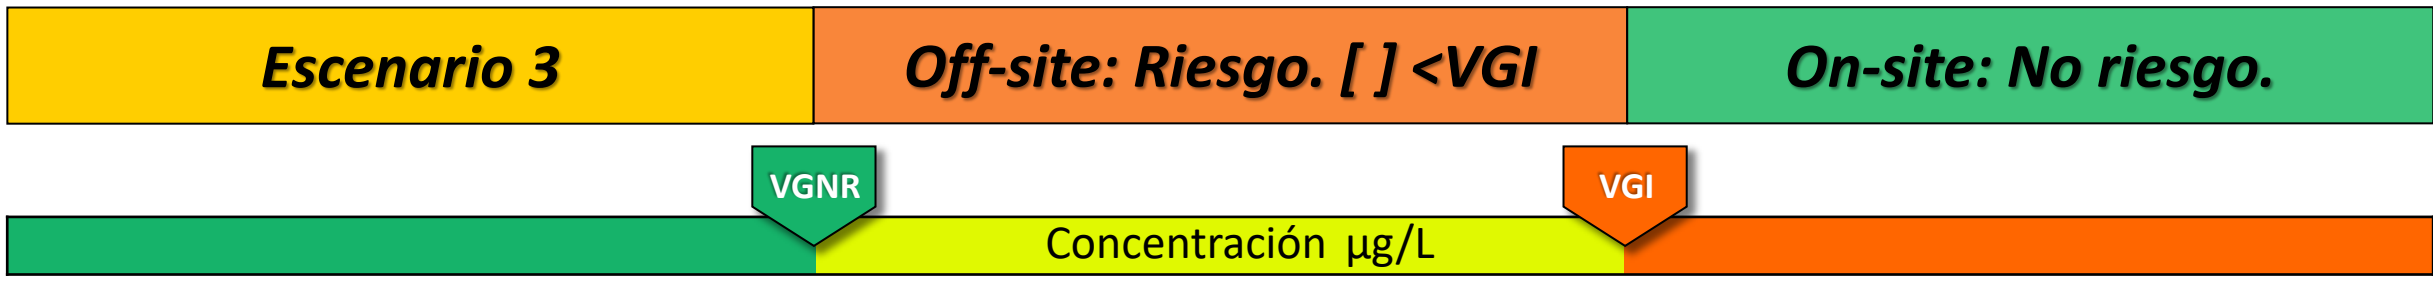 Escenario 3
Off-site: Riesgo. [ ] <VGI
On-site: No riesgo.
VGNR
VGI
Concentración µg/L